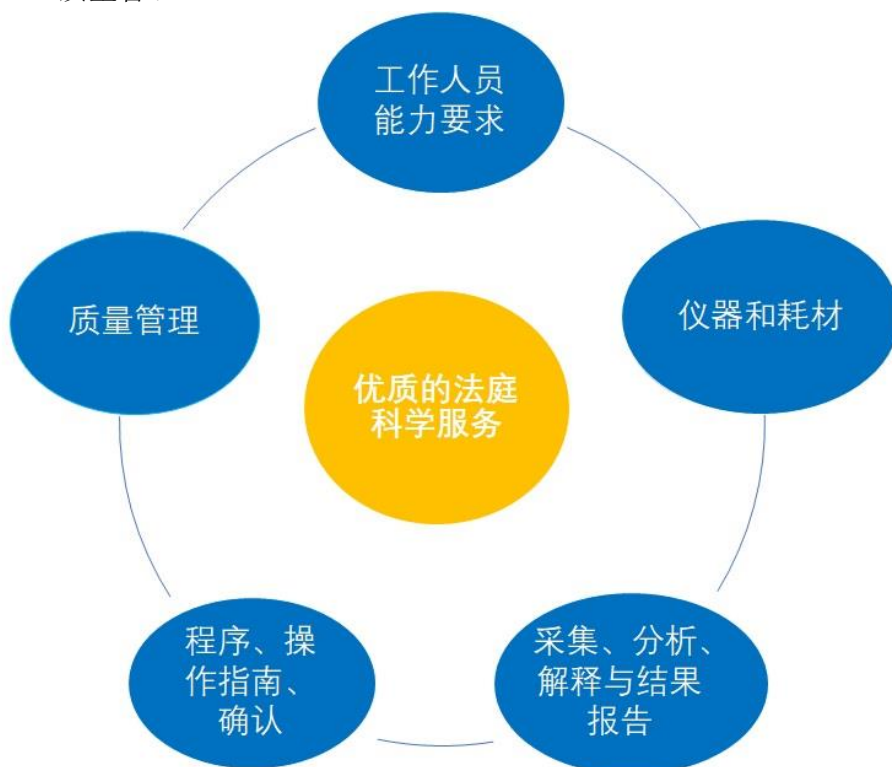 工作人员
能力要求
仪器和耗材
采集、分析、
解释与结果
报告
程序、操
作指南、
确认
质量管理
优质的法庭
科学服务